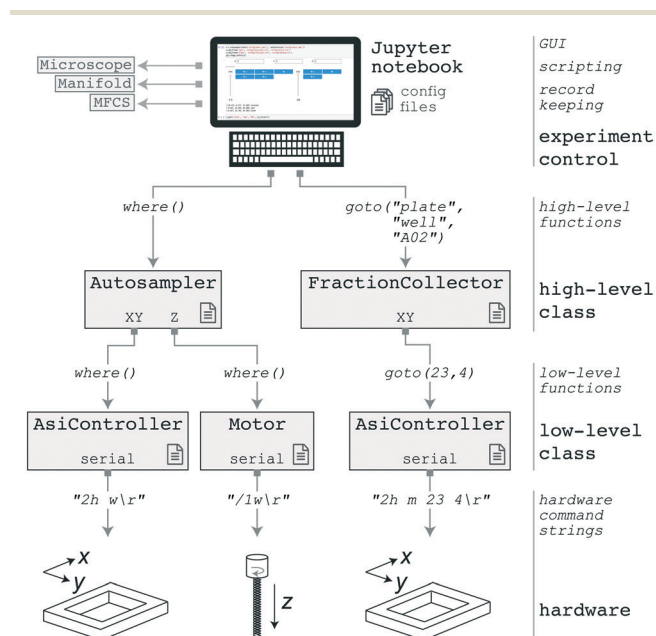 Microscope
Manifold
MFCS
Jupyter
notebook
config
files
GUI
scripting
record
keeping
experiment
control
where()
goto("plate",
"well",
"A02")
high-level
functions
Autosampler
XY Z
FractionCollector
XY
high-level
class
where()
where()
goto(23,4)
low-level
functions
AsiController
serial
Motor
serial
AsiController
serial
low-level
class
"2h w\r"
"/1w\r"
"2h m 23 4\r"
hardware
command
strings
x
y
z
x
y
hardware